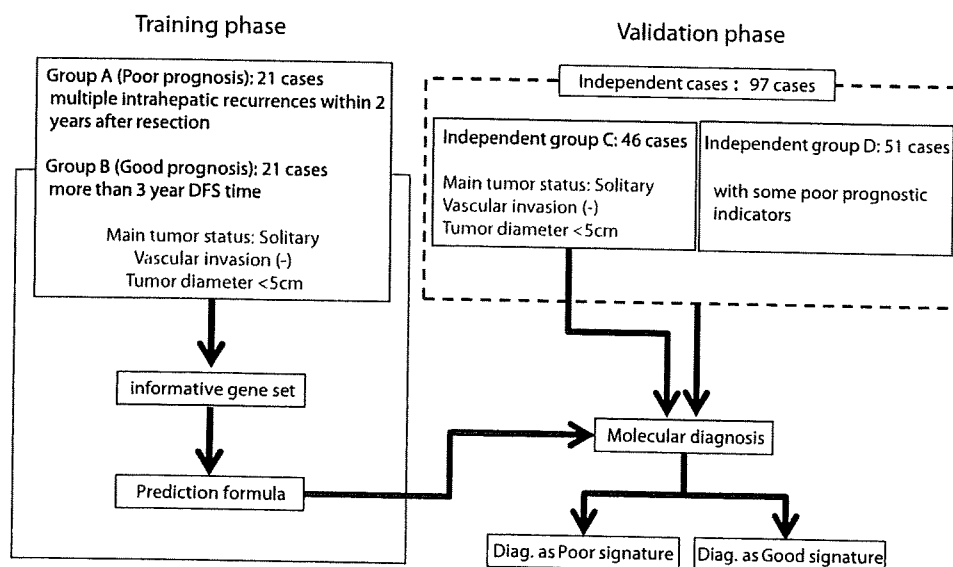 Training phase
Group A (Poor prognosis): 21 cases
multiple intrahepatic recurrences within 2
years after resection
Group B (Good prognosis): 21 cases
more than 3 year DFS time
Main tumor status: Solitary
Vascular invasion (-)
Tumor diameter <5cm
informative gene set
Prediction formula
Validation phase
Independent cases : 97 cases
Independent group C: 46 cases
Main tumor status: Solitary
Vascular invasion (-)
Tumor diameter <5cm
Independent group D: 51 cases
with some poor prognostic
indicators
Molecular diagnosis
Diag. as Poor signature
Diag. as Good signature